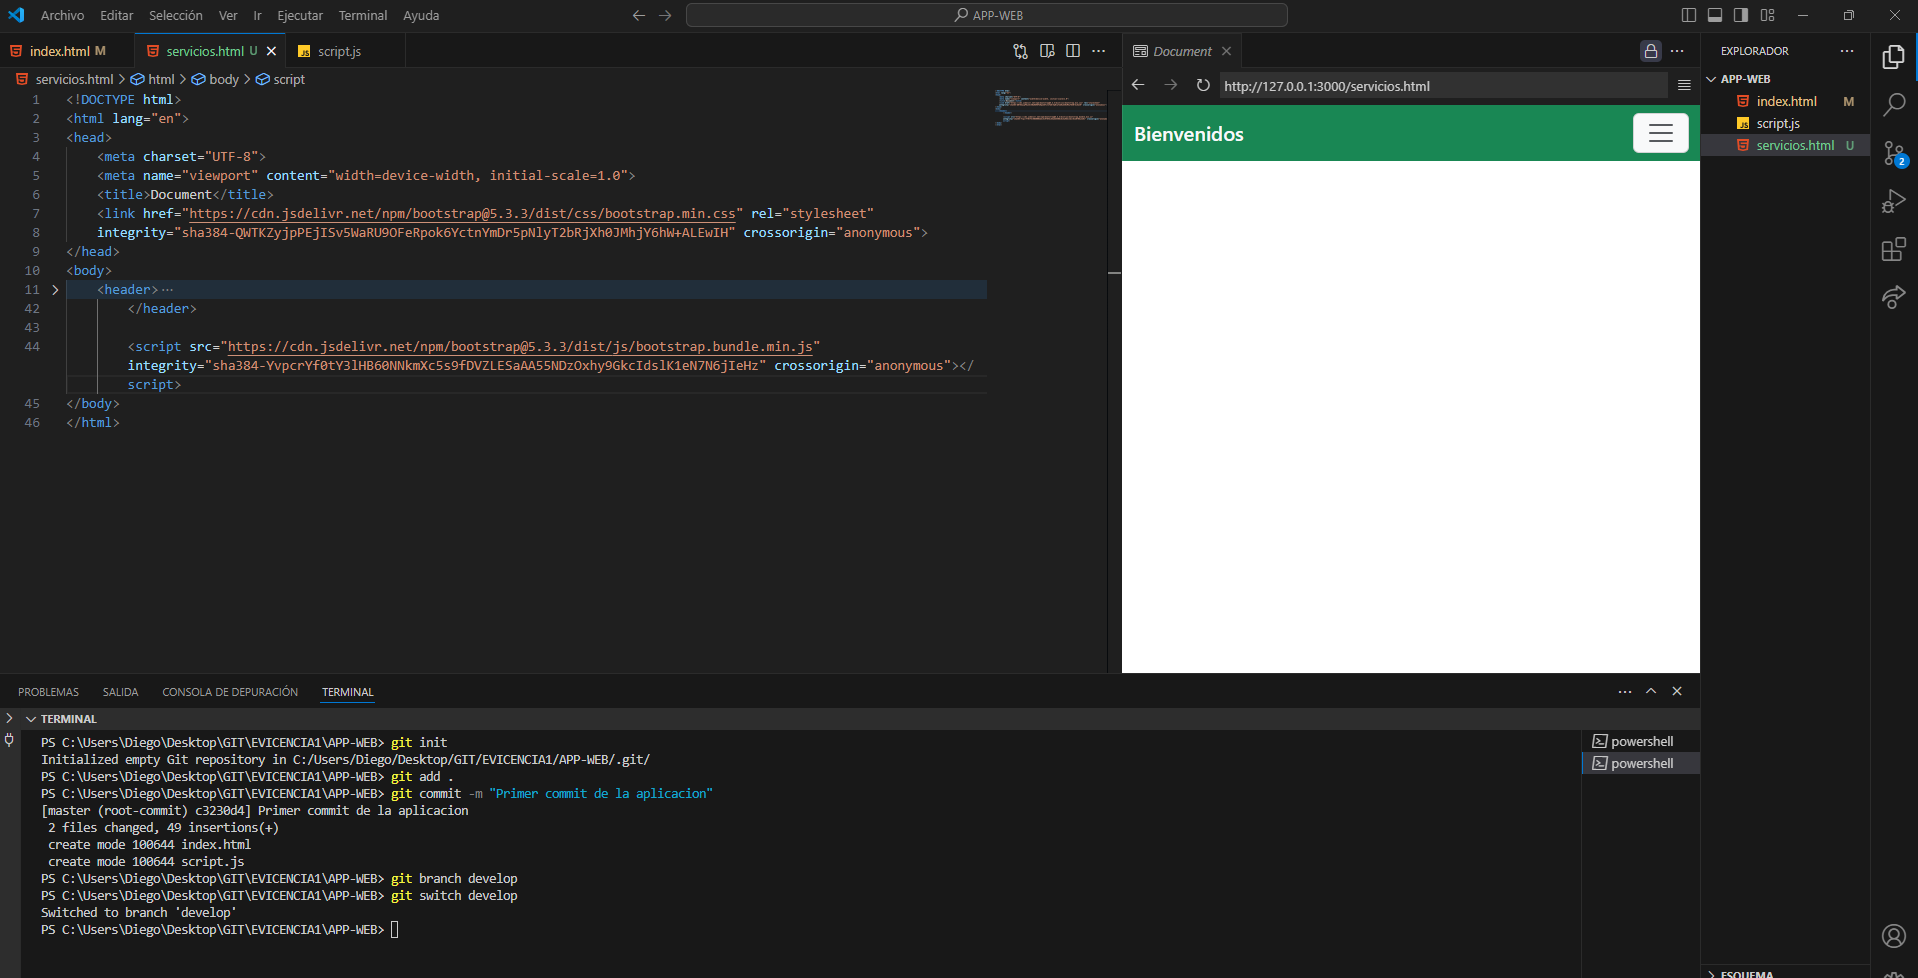 Archivo Editar Selección Ver Ir Ejecutar Terminal Ayuda
APP-WEB
index.html M
servicios.html U
script.js
servicios.html > html > body > script
1 <!DOCTYPE html>
2 <html lang="en">
3 <head>
4 <meta charset="UTF-8">
5 <meta name="viewport" content="width=device-width, initial-scale=1.0">
6 <title>Document</title>
7 <link href="https://cdn.jsdelivr.net/npm/bootstrap@5.3.3/dist/css/bootstrap.min.css" rel="stylesheet"
8 integrity="sha384-QWTKZyjpPEjISv5WaRU9OFeRpok6YctnYmDr5pNlyT2bRjXh0JMhjY6hW+ALEwIH" crossorigin="anonymous">
9 </head>
10 <body>
11 <header>···
42 </header>
43
44 <script src="https://cdn.jsdelivr.net/npm/bootstrap@5.3.3/dist/js/bootstrap.bundle.min.js"
integrity="sha384-YvpcrYf0tY3lHB60NNkmXc5s9fDVZLESaAA55NDzOxhy9GkcIdslK1eN7N6jIeHz" crossorigin="anonymous"></
script>
45 </body>
46 </html>
Document
http://127.0.0.1:3000/servicios.html
Bienvenidos
EXPLORADOR
APP-WEB
index.html M
script.js
servicios.html U
2
PROBLEMAS SALIDA CONSOLA DE DEPURACIÓN TERMINAL
TERMINAL
PS C:\Users\Diego\Desktop\GIT\EVICENCIA1\APP-WEB> git init
Initialized empty Git repository in C:/Users/Diego/Desktop/GIT/EVICENCIA1/APP-WEB/.git/
PS C:\Users\Diego\Desktop\GIT\EVICENCIA1\APP-WEB> git add .
PS C:\Users\Diego\Desktop\GIT\EVICENCIA1\APP-WEB> git commit -m "Primer commit de la aplicacion"
[master (root-commit) c3230d4] Primer commit de la aplicacion
2 files changed, 49 insertions(+)
create mode 100644 index.html
create mode 100644 script.js
PS C:\Users\Diego\Desktop\GIT\EVICENCIA1\APP-WEB> git branch develop
PS C:\Users\Diego\Desktop\GIT\EVICENCIA1\APP-WEB> git switch develop
Switched to branch 'develop'
PS C:\Users\Diego\Desktop\GIT\EVICENCIA1\APP-WEB>
powershell
powershell
ESQUEMA